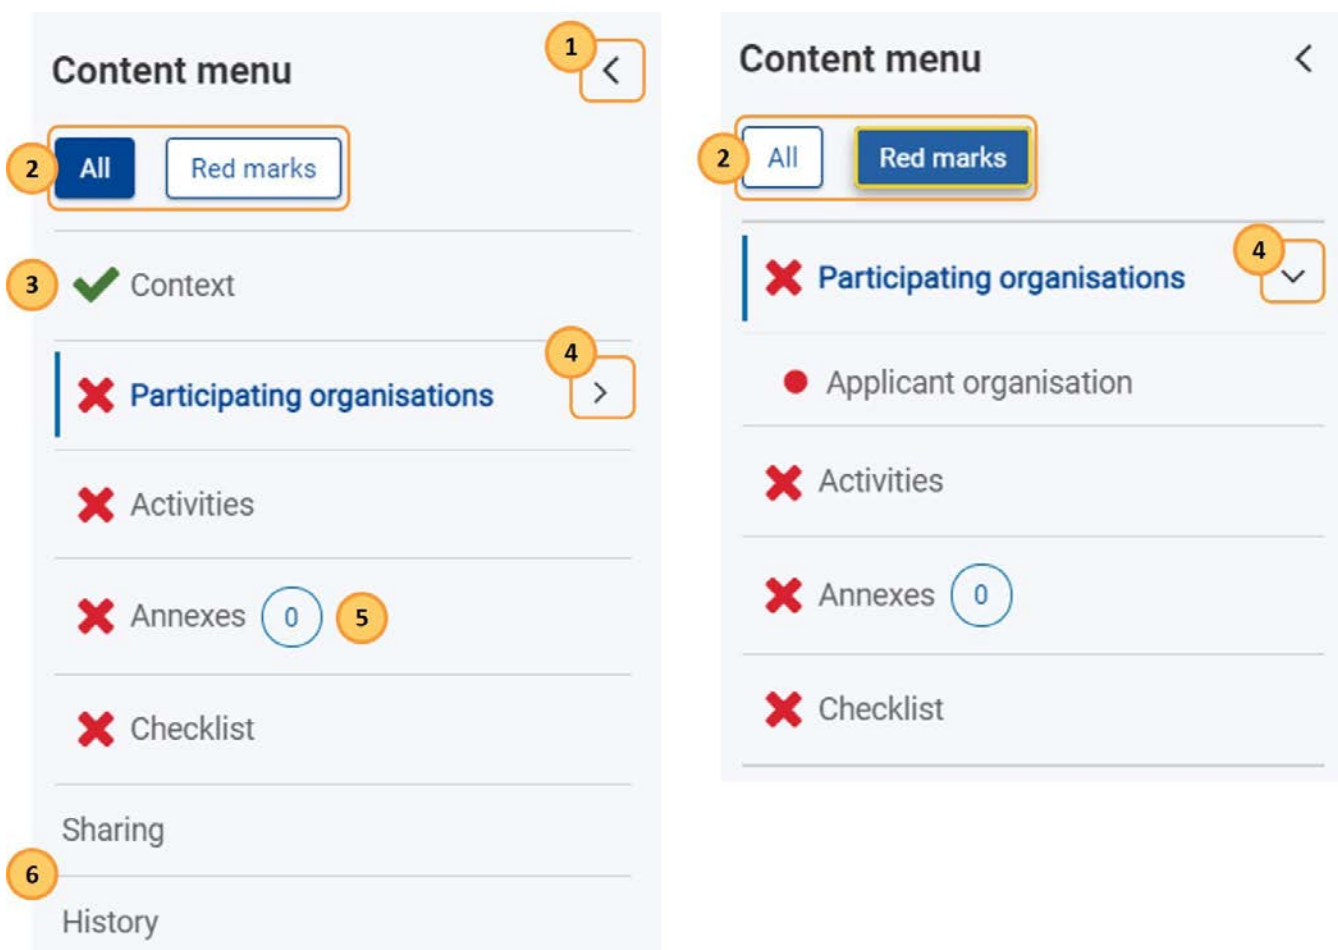 Content menu
1
2
All
Red marks
3
Context
4
Participating organisations
Activities
Annexes 0
5
Checklist
Sharing
6
History
Content menu
2
All
Red marks
4
Participating organisations
Applicant organisation
Activities
Annexes 0
Checklist